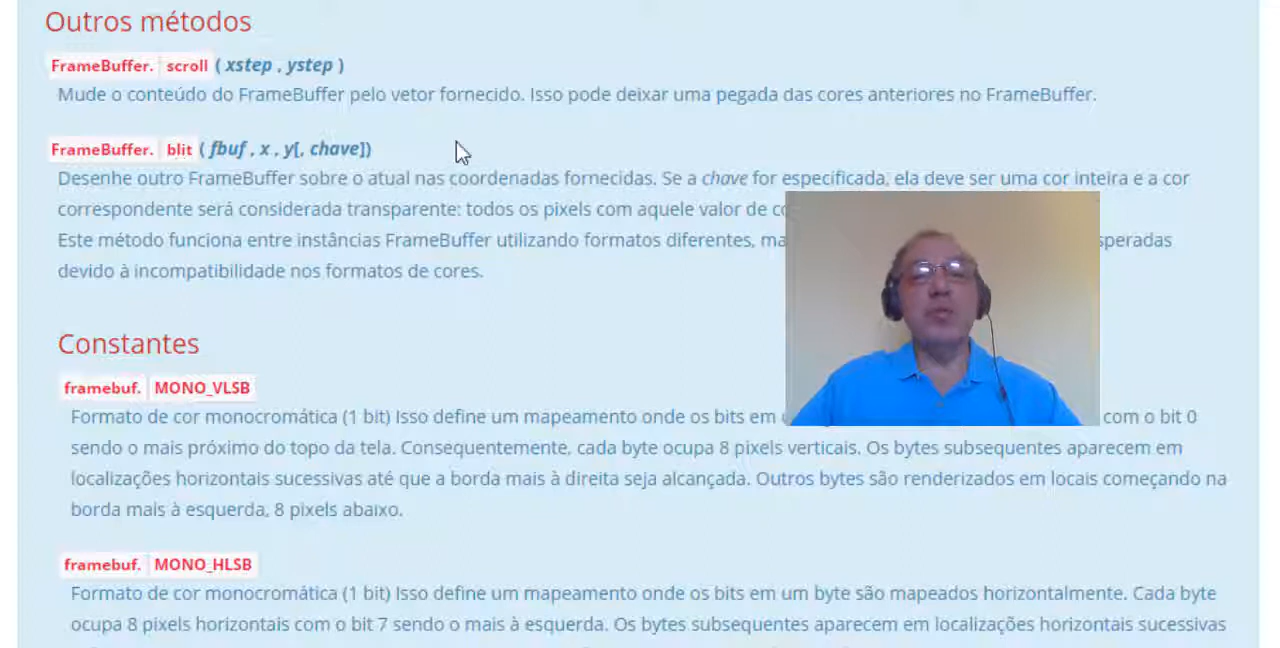 Outros métodos
FrameBuffer. scroll ( xstep , ystep )
Mude o conteúdo do FrameBuffer pelo vetor fornecido. Isso pode deixar uma pegada das cores anteriores no FrameBuffer.
FrameBuffer. blit ( fbuf , x , y[, chave])
Desenhe outro FrameBuffer sobre o atual nas coordenadas fornecidas. Se a chave for especificada, ela deve ser uma cor inteira e a cor
correspondente será considerada transparente: todos os pixels com aquele valor de
Este método funciona entre instâncias FrameBuffer utilizando formatos diferentes,
devido à incompatibilidade nos formatos de cores.
Constantes
framebuf. MONO_VLSB
Formato de cor monocromática (1 bit) Isso define um mapeamento onde os bits em com o bit 0
sendo o mais próximo do topo da tela. Consequentemente, cada byte ocupa 8 pixels verticais. Os bytes subsequentes aparecem em
localizações horizontais sucessivas até que a borda mais à direita seja alcançada. Outros bytes são renderizados em locais começando na
borda mais à esquerda, 8 pixels abaixo.
framebuf. MONO_HLSB
Formato de cor monocromática (1 bit) Isso define um mapeamento onde os bits em um byte são mapeados horizontalmente. Cada byte
ocupa 8 pixels horizontais com o bit 7 sendo o mais à esquerda. Os bytes subsequentes aparecem em localizações horizontais sucessivas